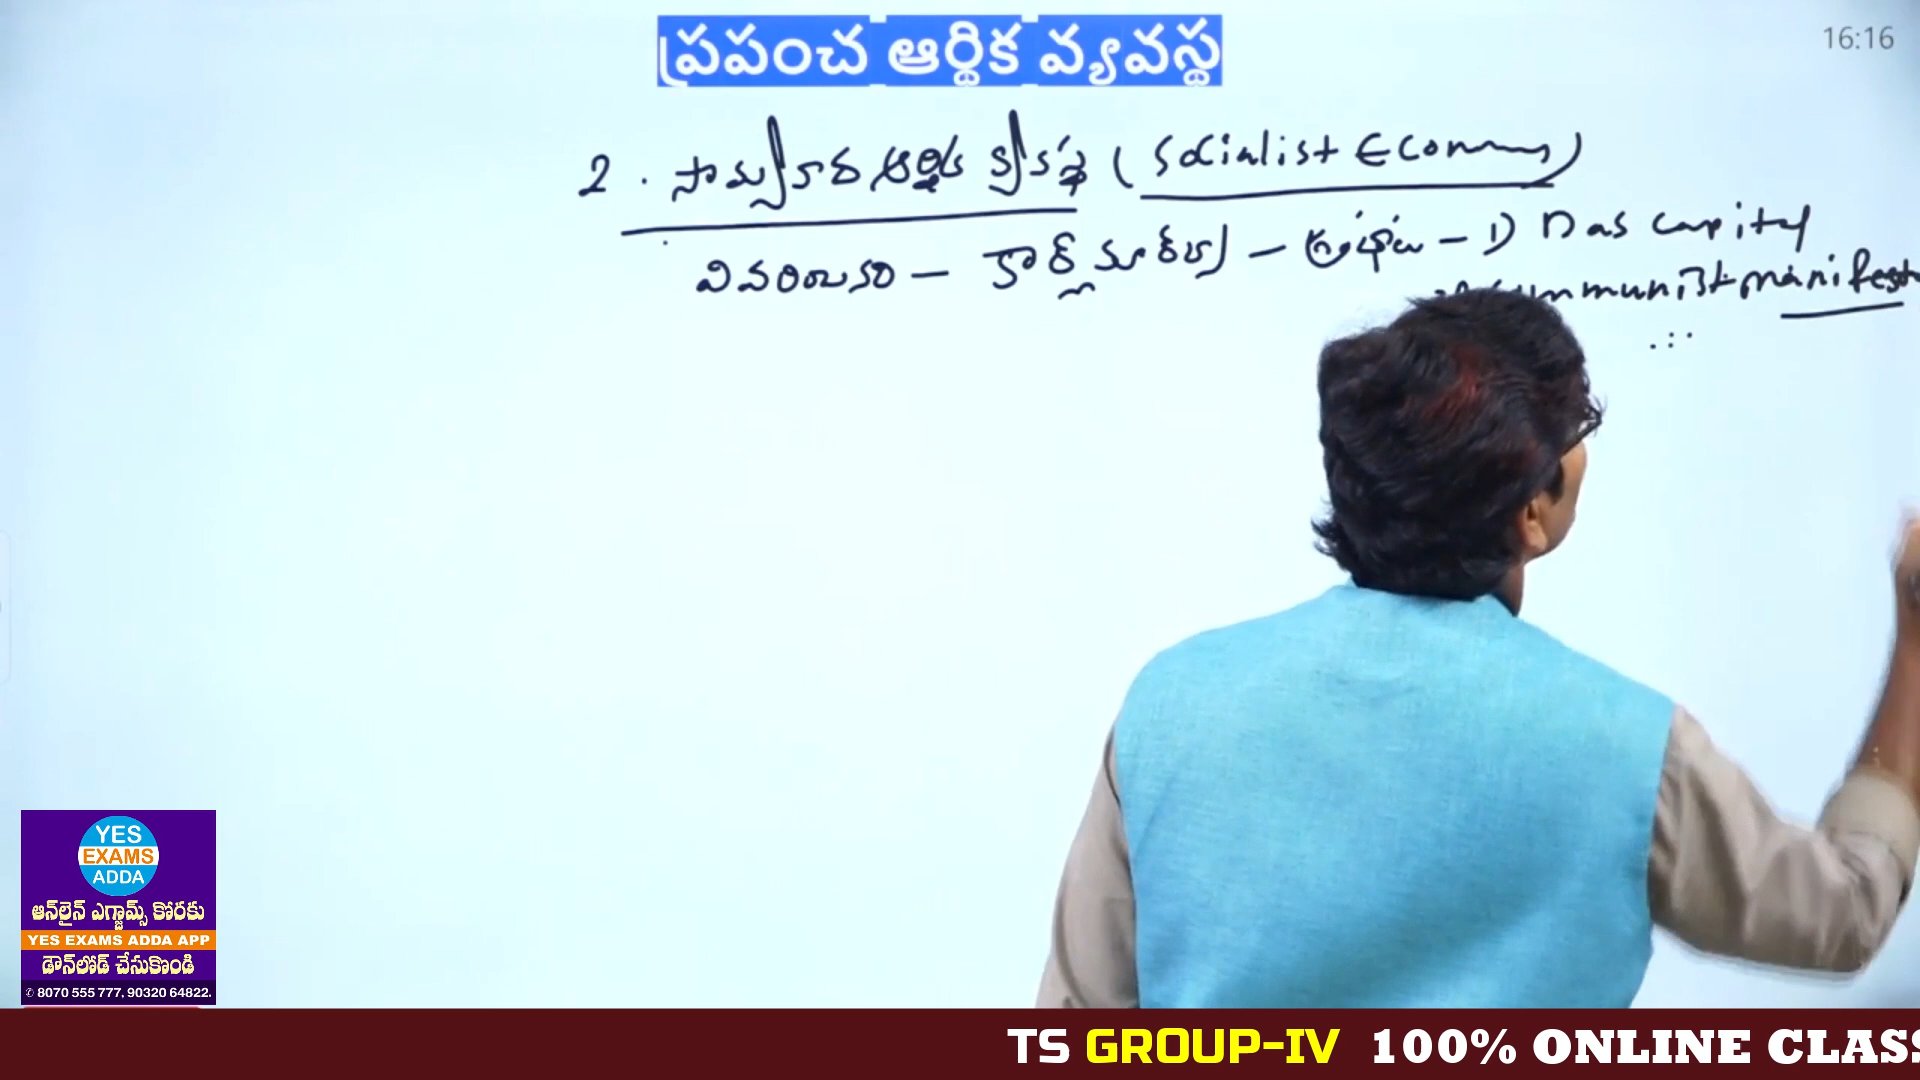 ప్రపంచ ఆర్థిక వ్యవస్థ
16:16
2. సామ్యవాద ఆర్థిక వ్యవస్థ (Socialist Economy)
వివరించినది - కార్ల్ మార్క్స్ - గ్రంథాలు - 1) Das Capital
Communist manifesto
YES
EXAMS
ADDA
ఆన్‌లైన్ ఎగ్జామ్స్ కోరకు
YES EXAMS ADDA APP
డౌన్‌లోడ్ చేసుకొండి
✆ 8070 555 777, 90320 64822.
TS GROUP-IV 100% ONLINE CLASS